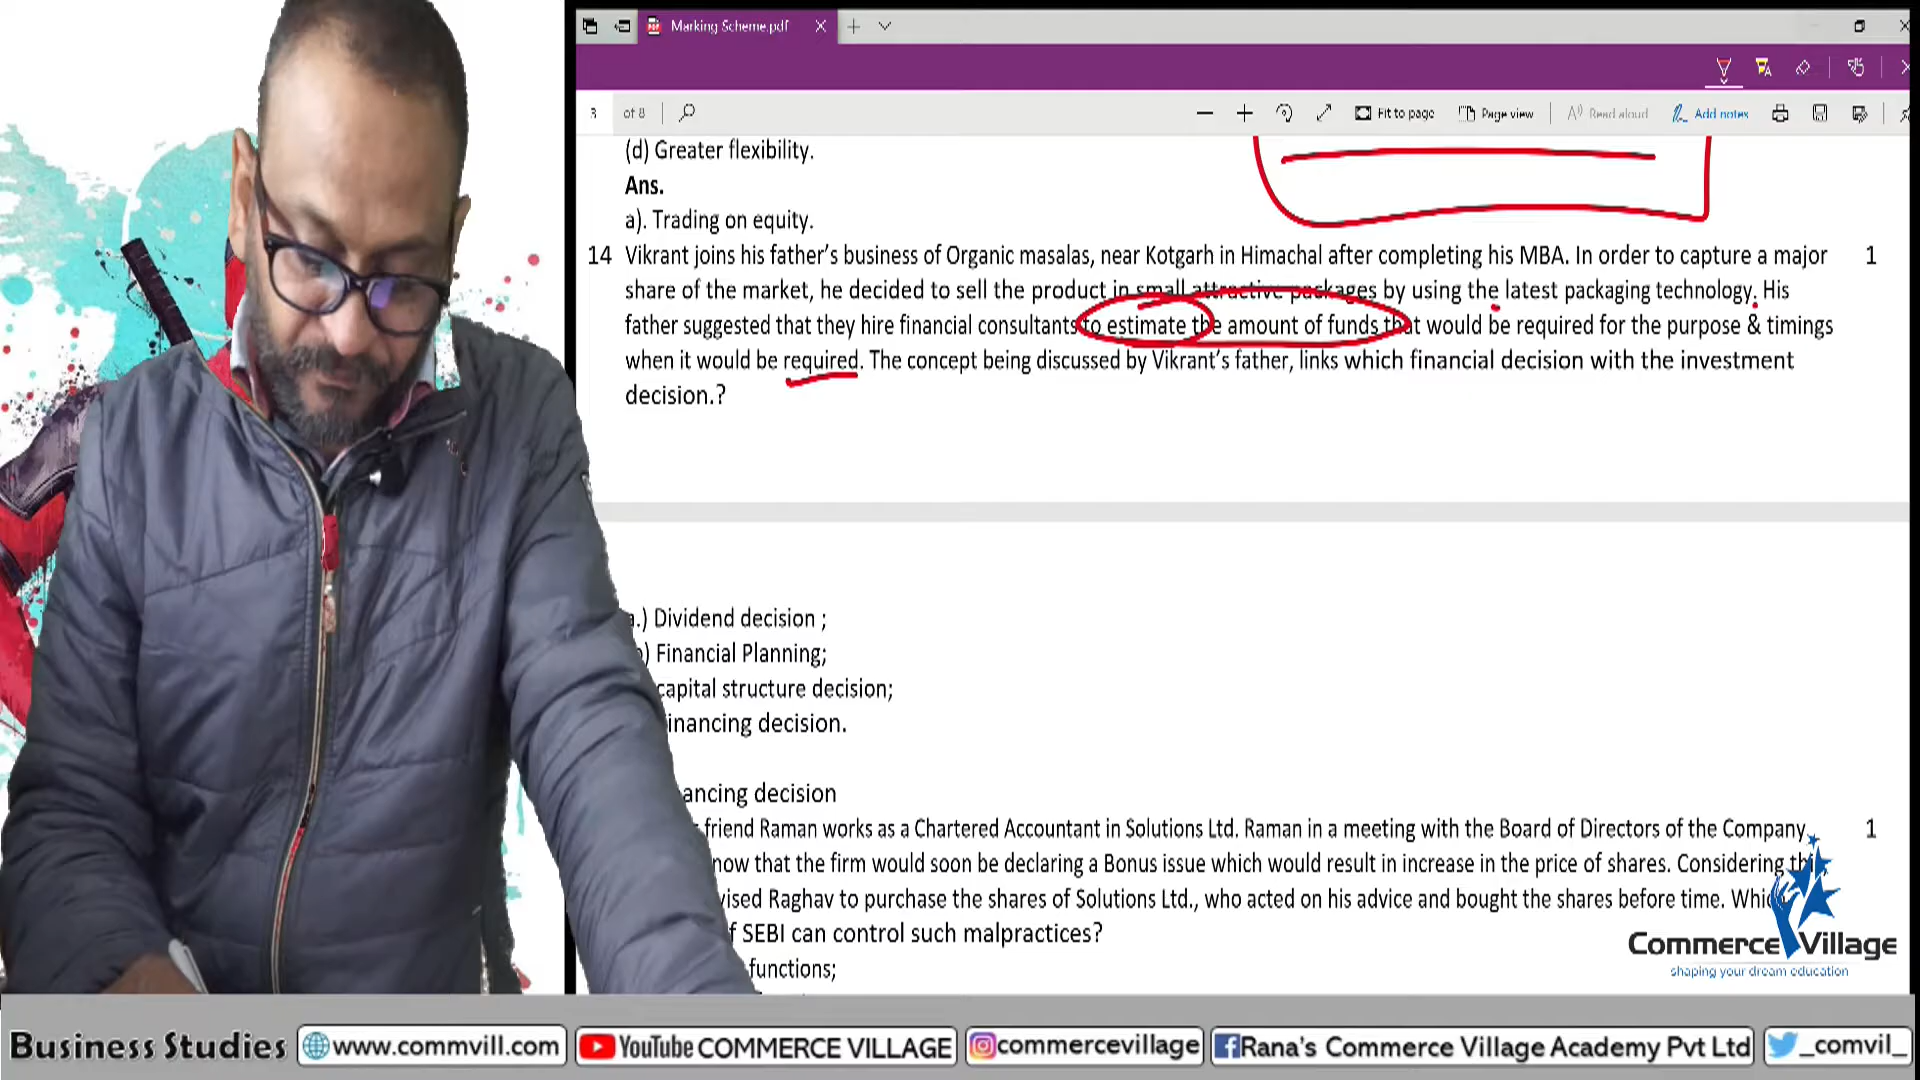 Marking Scheme.pdf
3 of 8
Fit to page
Page view
Read aloud
Add notes
(d) Greater flexibility.
Ans.
a). Trading on equity.
14 Vikrant joins his father's business of Organic masalas, near Kotgarh in Himachal after completing his MBA. In order to capture a major 1
share of the market, he decided to sell the product in small attractive packages by using the latest packaging technology. His
father suggested that they hire financial consultants to estimate the amount of funds that would be required for the purpose & timings
when it would be required. The concept being discussed by Vikrant's father, links which financial decision with the investment
decision.?
.) Dividend decision ;
) Financial Planning;
capital structure decision;
inancing decision.
ancing decision
friend Raman works as a Chartered Accountant in Solutions Ltd. Raman in a meeting with the Board of Directors of the Company 1
now that the firm would soon be declaring a Bonus issue which would result in increase in the price of shares. Considering
vised Raghav to purchase the shares of Solutions Ltd., who acted on his advice and bought the shares before time.
f SEBI can control such malpractices?
functions;
Commerce Village
shaping your dream education
Business Studies
www.commvill.com
YouTube COMMERCE VILLAGE
commercevillage
Rana's Commerce Village Academy Pvt Ltd
_comvil_